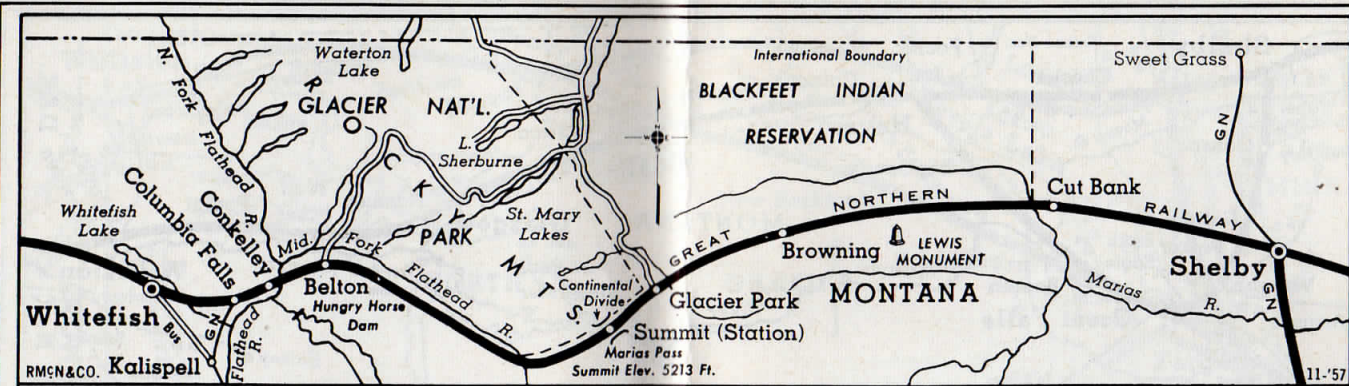 N. Fork Flathead R.
Waterton
Lake
GLACIER NAT'L.
PARK
R C K Y M T S.
L.
Sherburne
St. Mary
Lakes
International Boundary
BLACKFEET INDIAN
RESERVATION
Sweet Grass
GN
N
W E
S
Whitefish
Lake
Columbia Falls
Conkelley
Mid. Fork Flathead R.
Whitefish
Bus
GN
Kalispell
Flathead R.
Belton
Hungry Horse
Dam
Continental
Divide
Glacier Park
Summit (Station)
Marias Pass
Summit Elev. 5213 Ft.
GREAT NORTHERN RAILWAY
Browning
LEWIS
MONUMENT
MONTANA
Cut Bank
Marias R.
Shelby
GN
RMCN&CO.
11-'57